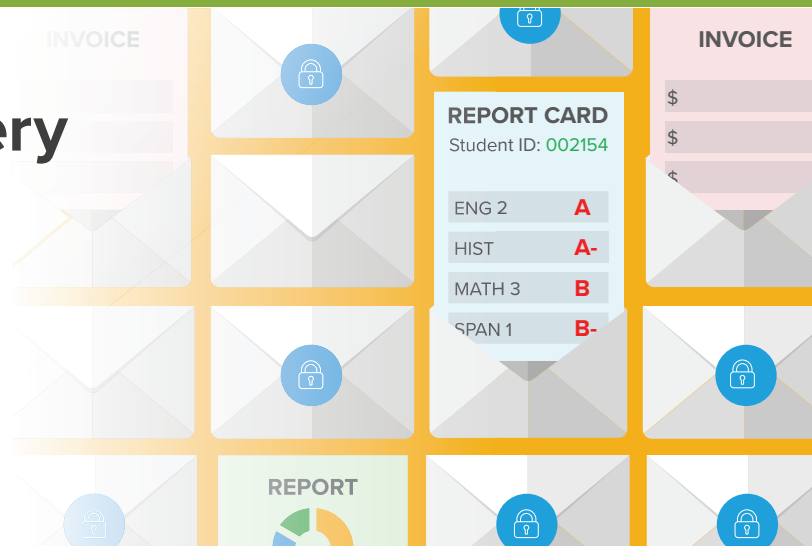 INVOICE
ery
REPORT CARD
Student ID: 002154
ENG 2 A
HIST A-
MATH 3 B
SPAN 1 B-
INVOICE
$
$
$
REPORT